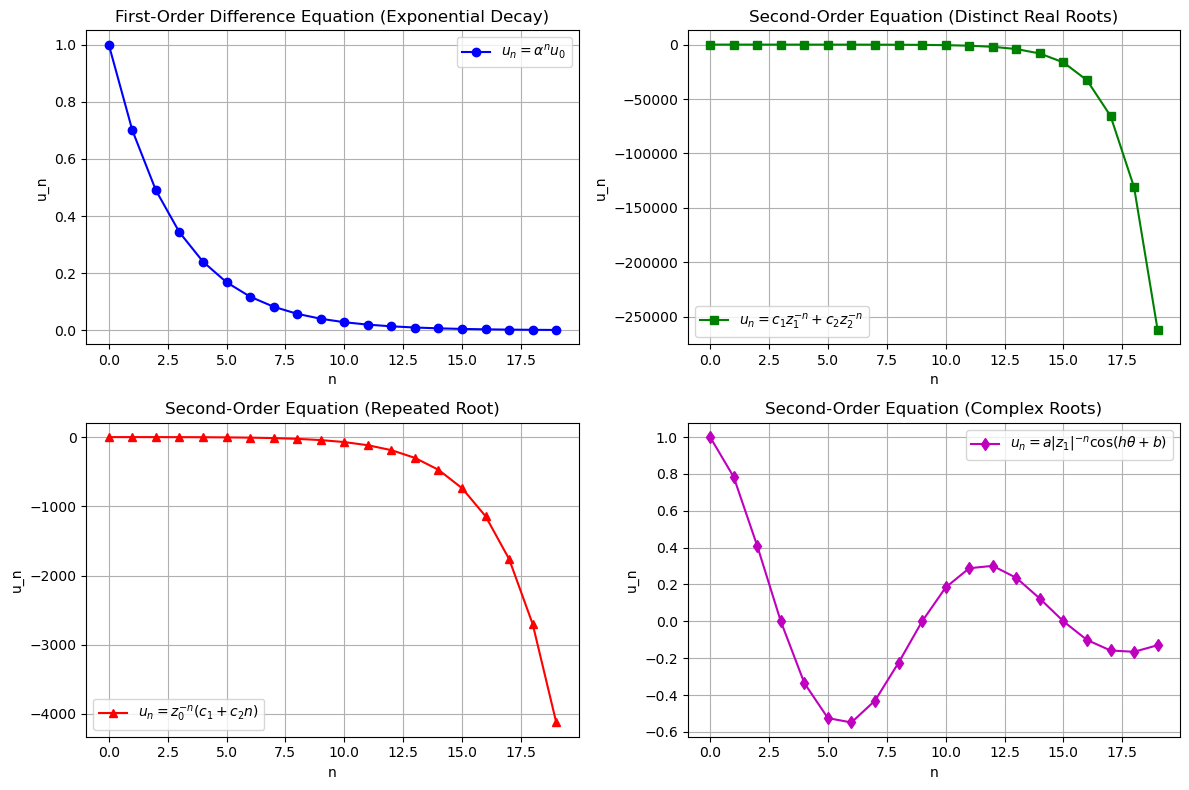 First-Order Difference Equation (Exponential Decay)
1.0
0.8
0.6
0.4
0.2
0.0
u_n
u_n = α^n u_0
0.0 2.5 5.0 7.5 10.0 12.5 15.0 17.5
n
Second-Order Equation (Distinct Real Roots)
0
−50000
−100000
−150000
−200000
−250000
u_n
u_n = c_1 z_1^{−n} + c_2 z_2^{−n}
0.0 2.5 5.0 7.5 10.0 12.5 15.0 17.5
n
Second-Order Equation (Repeated Root)
0
−1000
−2000
−3000
−4000
u_n
u_n = z_0^{−n}(c_1 + c_2 n)
0.0 2.5 5.0 7.5 10.0 12.5 15.0 17.5
n
Second-Order Equation (Complex Roots)
1.0
0.8
0.6
0.4
0.2
0.0
−0.2
−0.4
−0.6
u_n
u_n = a|z_1|^{−n}cos(hθ + b)
0.0 2.5 5.0 7.5 10.0 12.5 15.0 17.5
n